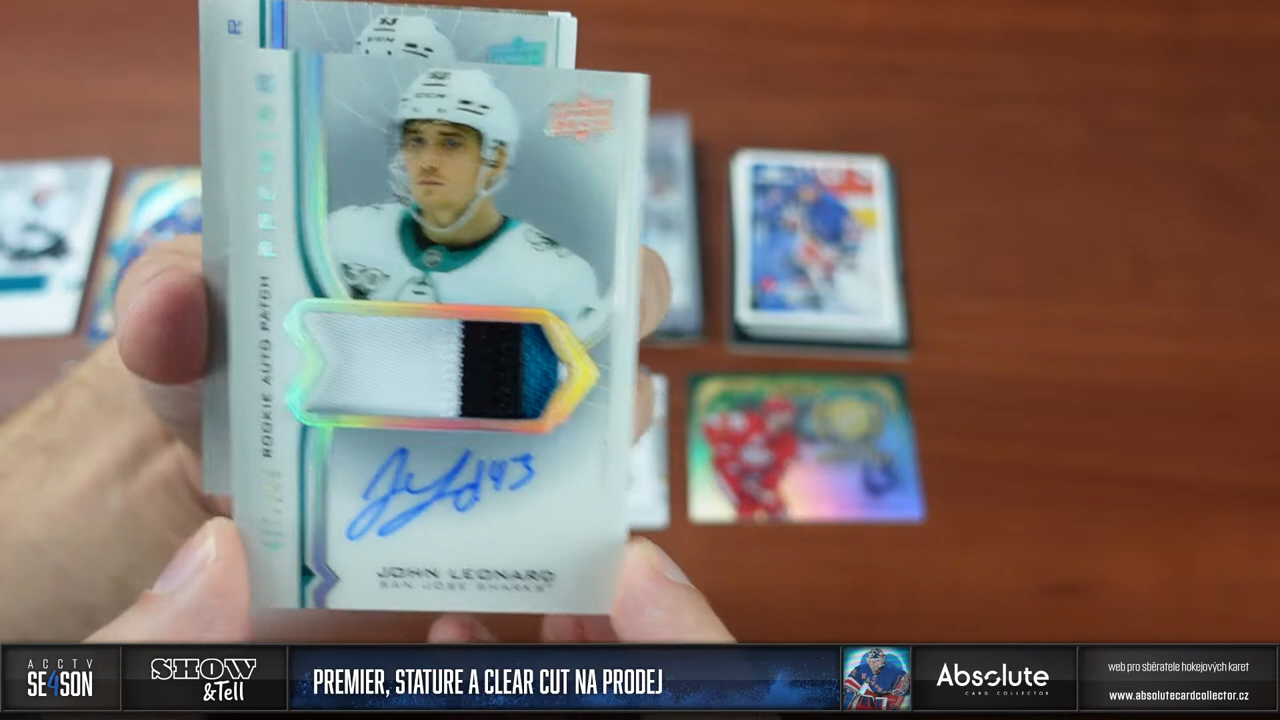 PREMIER
ROOKIE AUTO PATCH
CCM
JOHN LEONARD
SAN JOSE SHARKS
ACCTV
SE4SON
SHOW
&Tell
PREMIER, STATURE A CLEAR CUT NA PRODEJ
Absolute
CARD COLLECTOR
web pro sběratele hokejových karet
www.absolutecardcollector.cz